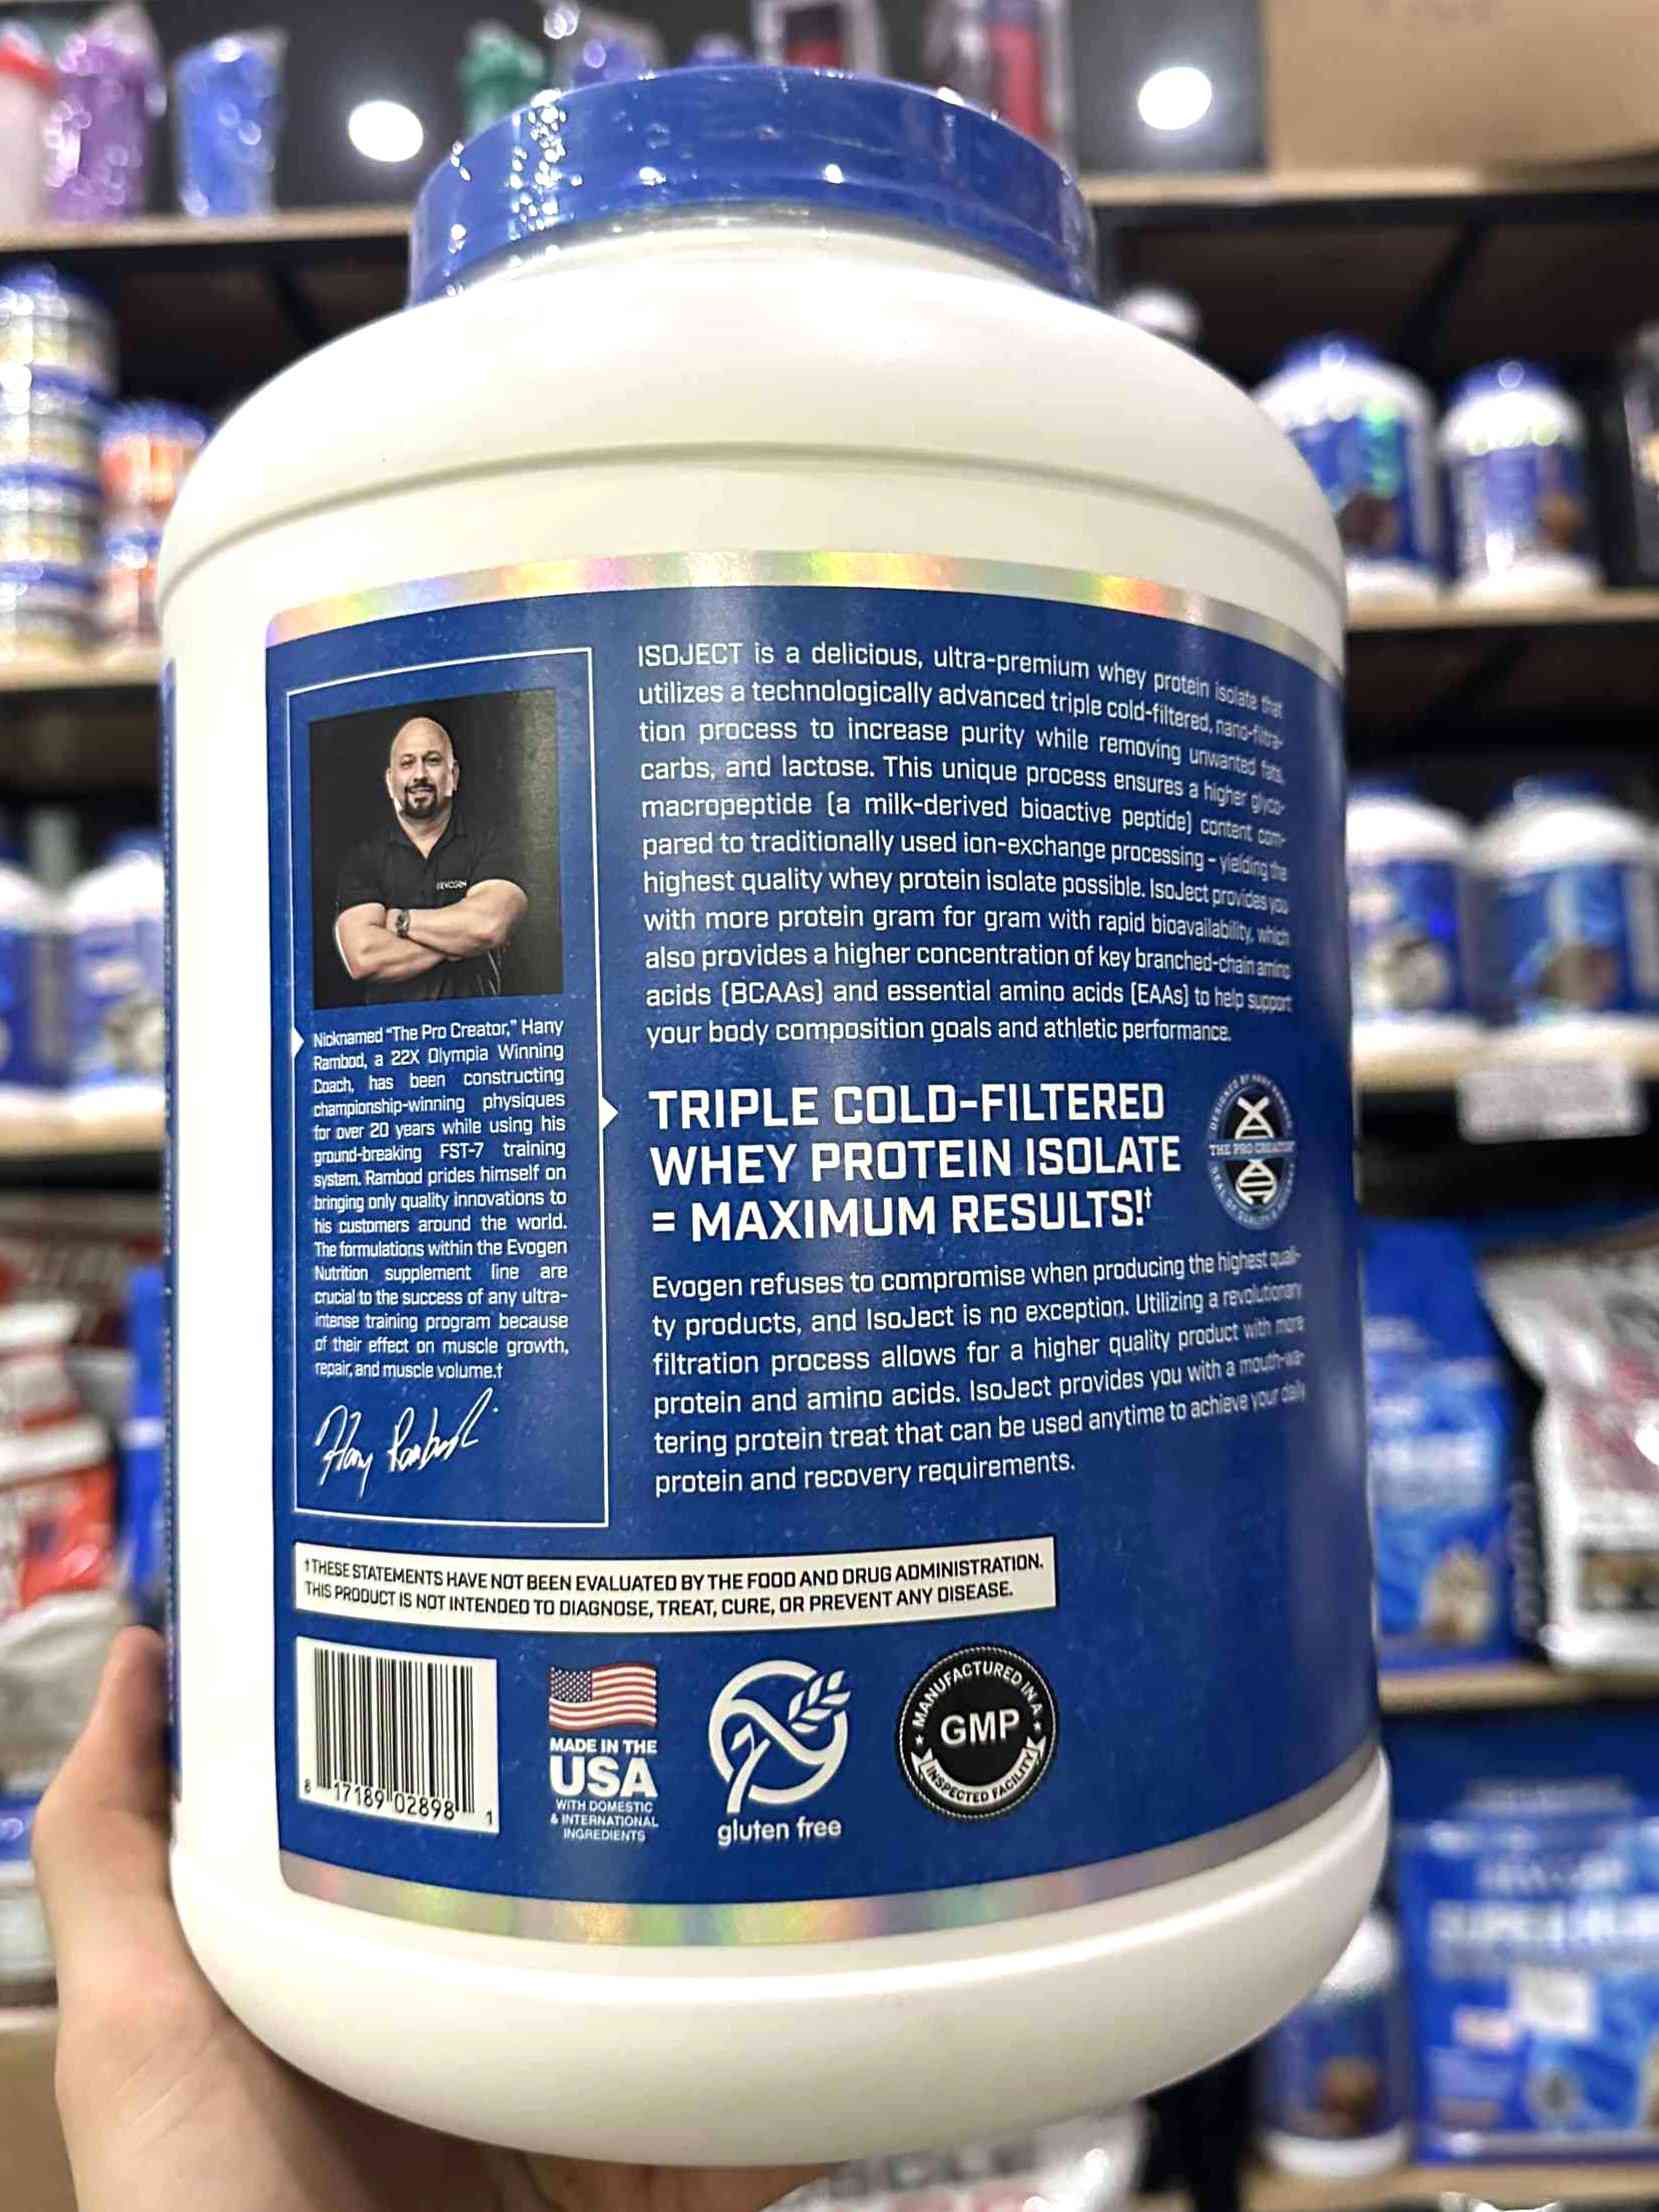 EVOGEN
Nicknamed “The Pro Creator,” Hany
Rambod, a 22X Olympia Winning
Coach, has been constructing
championship-winning physiques
for over 20 years while using his
ground-breaking FST-7 training
system. Rambod prides himself on
bringing only quality innovations to
his customers around the world.
The formulations within the Evogen
Nutrition supplement line are
crucial to the success of any ultra-
intense training program because
of their effect on muscle growth,
repair, and muscle volume.†
Hany Rambod
ISOJECT is a delicious, ultra-premium whey protein isolate that
utilizes a technologically advanced triple cold-filtered, nano-filtra-
tion process to increase purity while removing unwanted fats,
carbs, and lactose. This unique process ensures a higher glyco-
macropeptide (a milk-derived bioactive peptide) content com-
pared to traditionally used ion-exchange processing – yielding the
highest quality whey protein isolate possible. IsoJect provides you
with more protein gram for gram with rapid bioavailability, which
also provides a higher concentration of key branched-chain amino
acids (BCAAs) and essential amino acids (EAAs) to help support
your body composition goals and athletic performance.
TRIPLE COLD-FILTERED
WHEY PROTEIN ISOLATE
= MAXIMUM RESULTS!†
THE PRO CREATOR
Evogen refuses to compromise when producing the highest quali-
ty products, and IsoJect is no exception. Utilizing a revolutionary
filtration process allows for a higher quality product with more
protein and amino acids. IsoJect provides you with a mouth-wa-
tering protein treat that can be used anytime to achieve your daily
protein and recovery requirements.
†THESE STATEMENTS HAVE NOT BEEN EVALUATED BY THE FOOD AND DRUG ADMINISTRATION.
THIS PRODUCT IS NOT INTENDED TO DIAGNOSE, TREAT, CURE, OR PREVENT ANY DISEASE.
8 17189 02898 1
MADE IN THE
USA
WITH DOMESTIC
& INTERNATIONAL
INGREDIENTS
gluten free
MANUFACTURED IN A
GMP
INSPECTED FACILITY